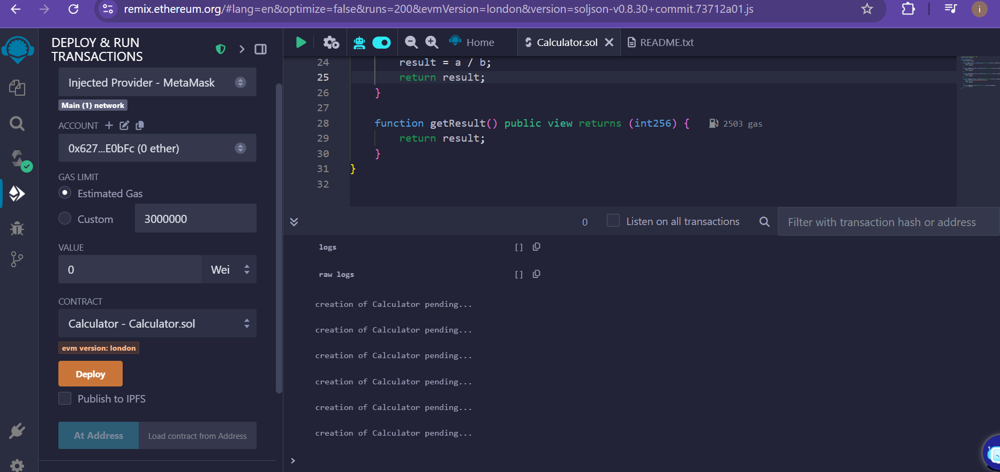 remix.ethereum.org/#lang=en&optimize=false&runs=200&evmVersion=london&version=soljson-v0.8.30+commit.73712a01.js
i
DEPLOY & RUN
TRANSACTIONS
Injected Provider - MetaMask
Main (1) network
ACCOUNT
0x627...E0bFc (0 ether)
GAS LIMIT
Estimated Gas
Custom
3000000
VALUE
0
Wei
CONTRACT
Calculator - Calculator.sol
evm version: london
Deploy
Publish to IPFS
At Address
Load contract from Address
Home
Calculator.sol
README.txt
24 result = a / b;
25 return result;
26 }
27
28 function getResult() public view returns (int256) { 2503 gas
29 return result;
30 }
31 }
32
0
Listen on all transactions
Filter with transaction hash or address
logs []
raw logs []
creation of Calculator pending...
creation of Calculator pending...
creation of Calculator pending...
creation of Calculator pending...
creation of Calculator pending...
creation of Calculator pending...
>